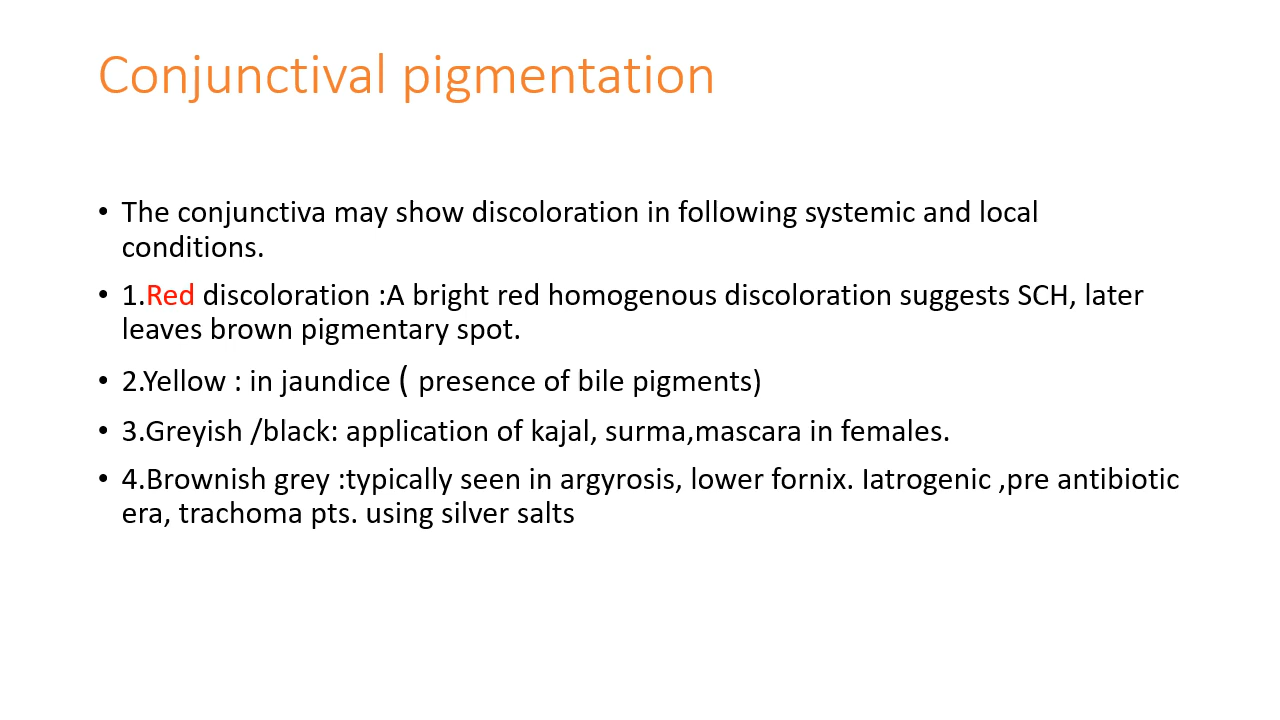 Conjunctival pigmentation
• The conjunctiva may show discoloration in following systemic and local
conditions.
• 1.Red discoloration :A bright red homogenous discoloration suggests SCH, later
leaves brown pigmentary spot.
• 2.Yellow : in jaundice ( presence of bile pigments)
• 3.Greyish /black: application of kajal, surma,mascara in females.
• 4.Brownish grey :typically seen in argyrosis, lower fornix. Iatrogenic ,pre antibiotic
era, trachoma pts. using silver salts